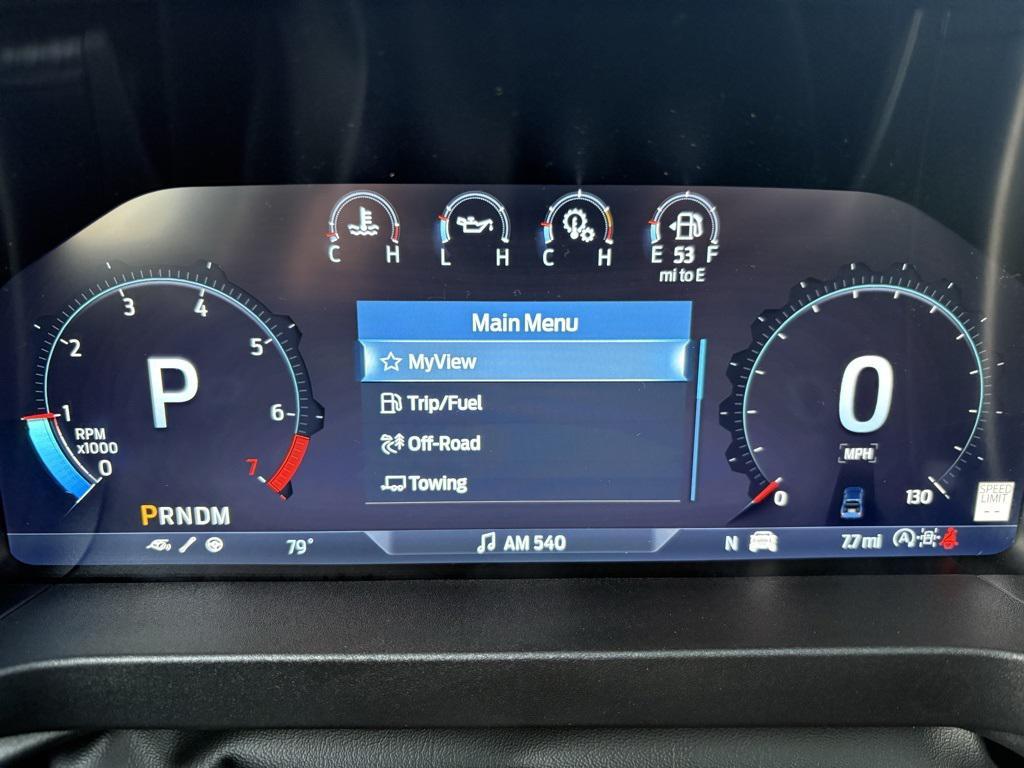 C H
L H
C H
E 53 F
mi to E
Main Menu
MyView
Trip/Fuel
Off-Road
Towing
0
1
2
3
4
5
6
7
P
RPM
x1000
PRNDM
0
MPH
0
130
SPEED
LIMIT
--
79°
AM 540
N
7.7 mi
A